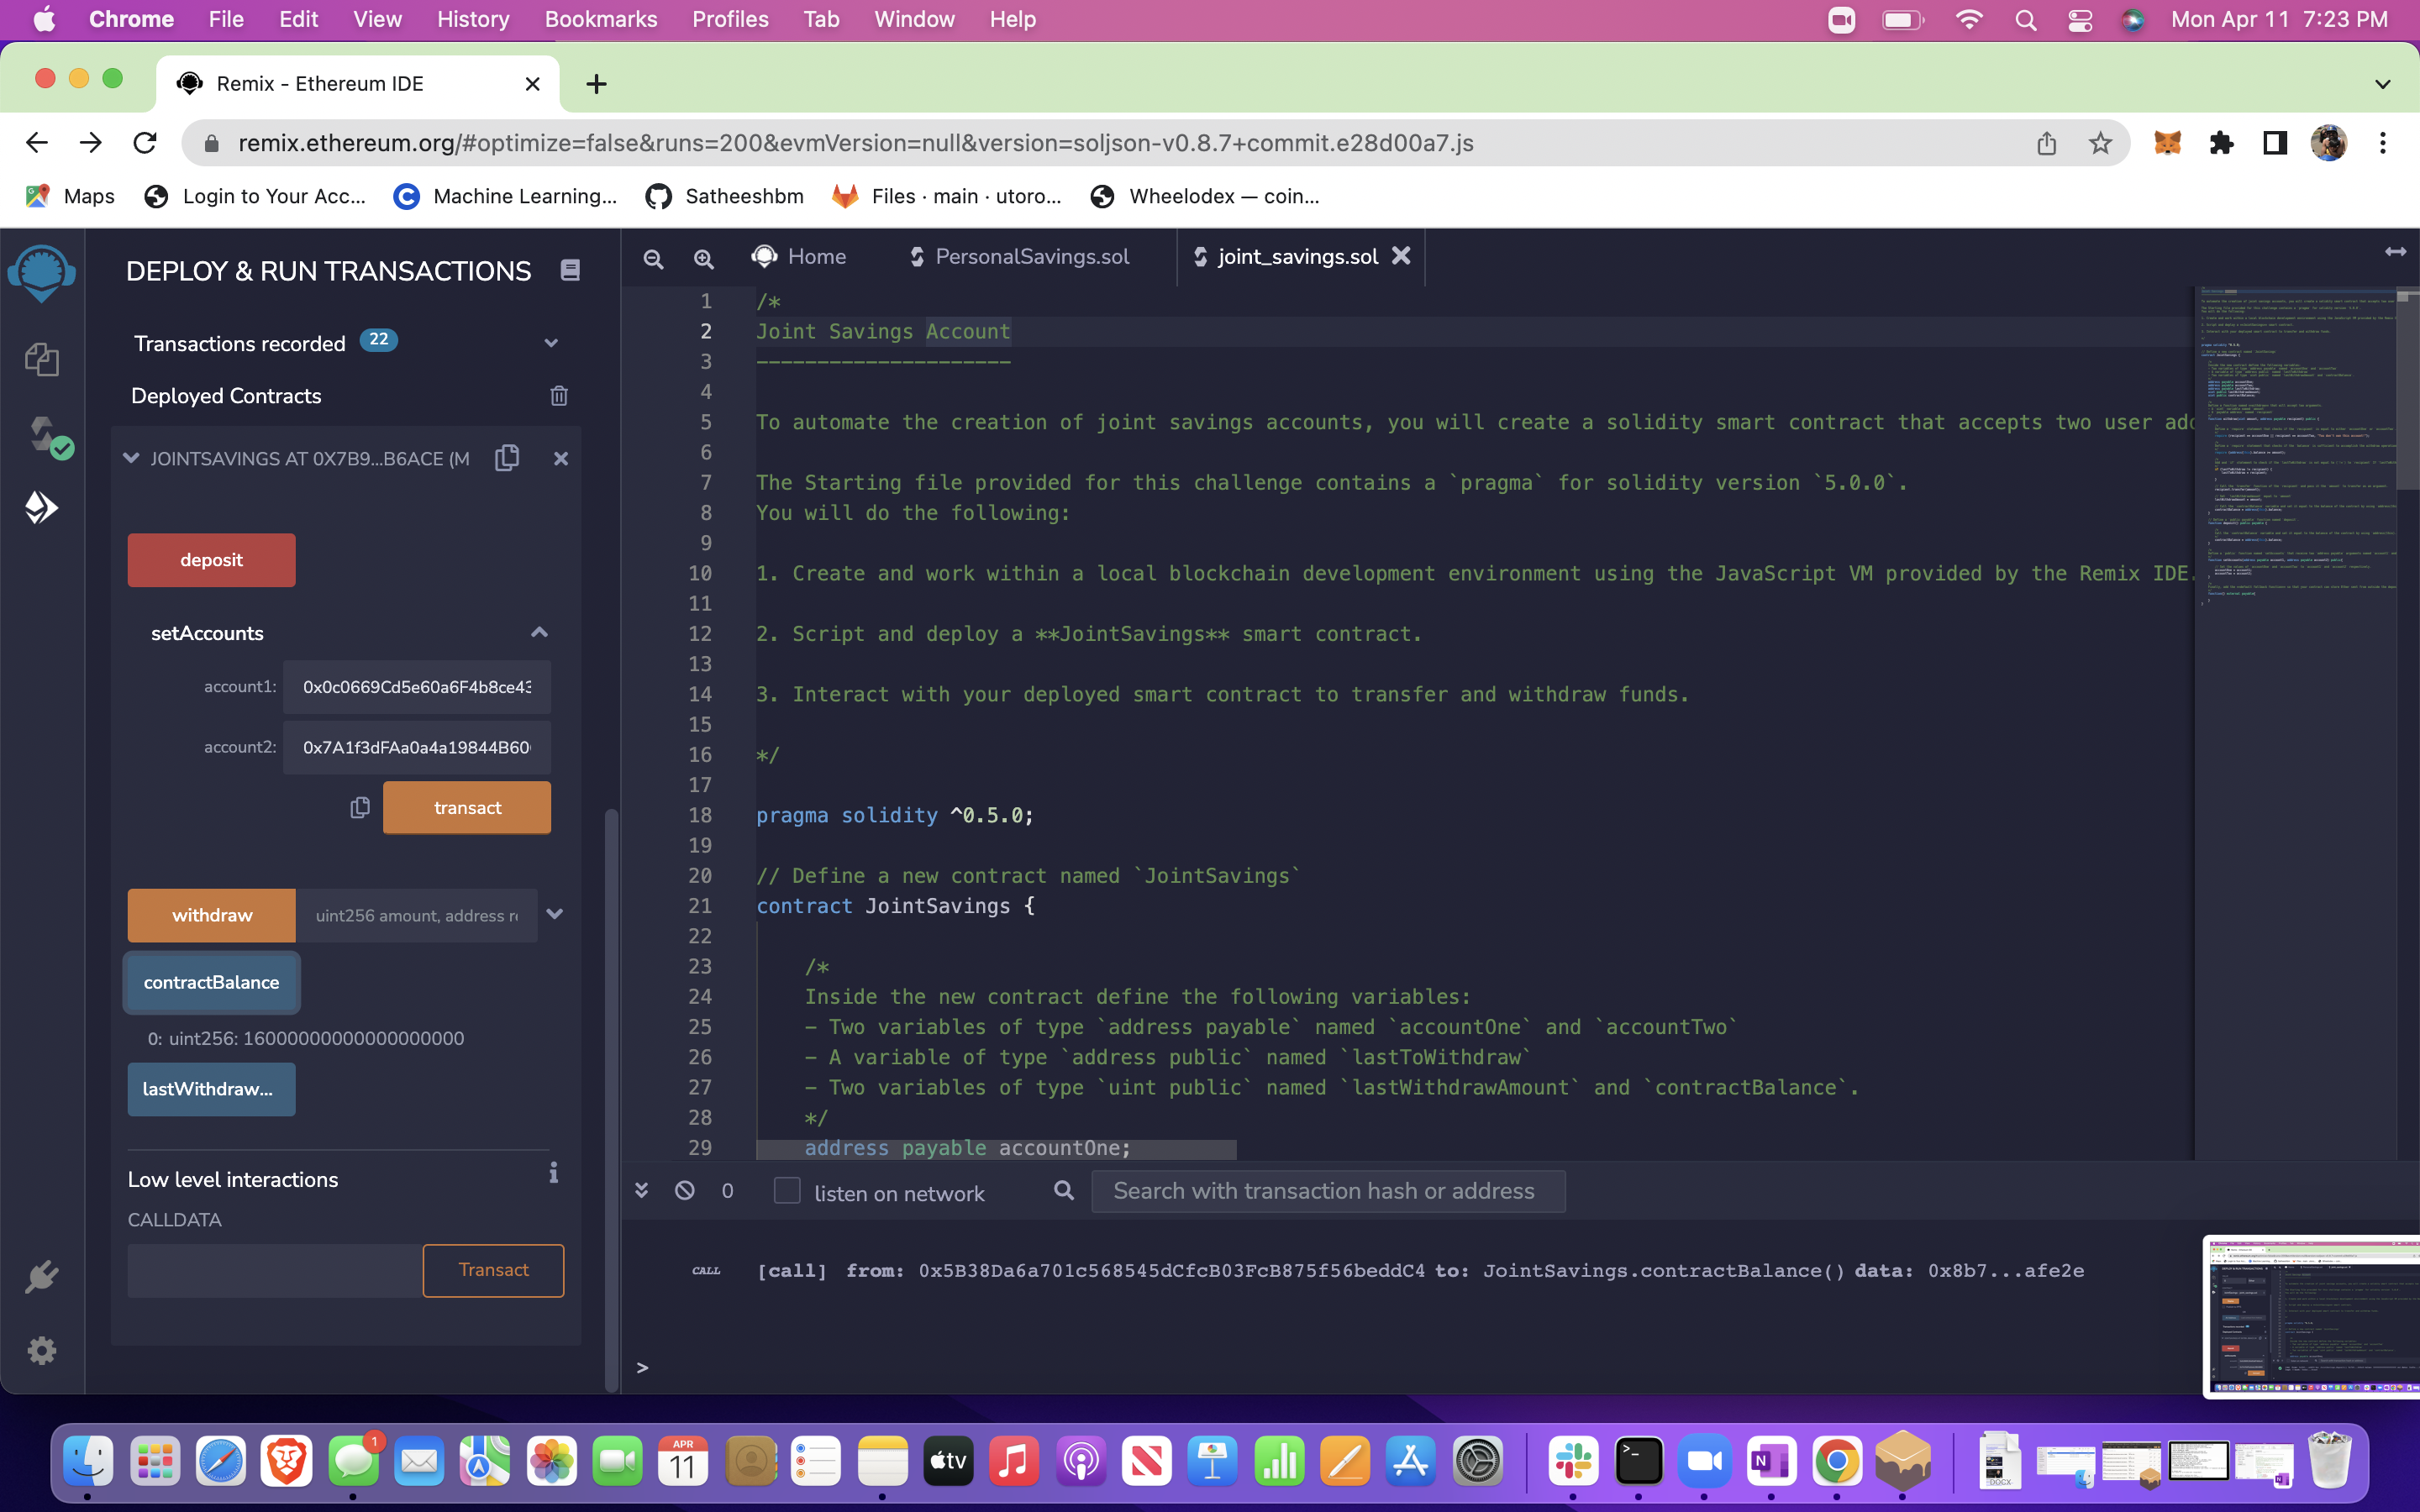 Chrome File Edit View History Bookmarks Profiles Tab Window Help Mon Apr 11 7:23 PM
Remix - Ethereum IDE
remix.ethereum.org/#optimize=false&runs=200&evmVersion=null&version=soljson-v0.8.7+commit.e28d00a7.js
Maps Login to Your Acc... Machine Learning... Satheeshbm Files · main · utoro... Wheelodex — coin...
DEPLOY & RUN TRANSACTIONS
Transactions recorded 22
Deployed Contracts
JOINTSAVINGS AT 0X7B9...B6ACE (M
deposit
setAccounts
account1: 0x0c0669Cd5e60a6F4b8ce43
account2: 0x7A1f3dFAa0a4a19844B60
transact
withdraw uint256 amount, address r
contractBalance
0: uint256: 16000000000000000000
lastWithdraw...
Low level interactions
CALLDATA
Transact
Home PersonalSavings.sol joint_savings.sol
1 /*
2 Joint Savings Account
3 ---------------------
4
5 To automate the creation of joint savings accounts, you will create a solidity smart contract that accepts two user ad
6
7 The Starting file provided for this challenge contains a `pragma` for solidity version `5.0.0`.
8 You will do the following:
9
10 1. Create and work within a local blockchain development environment using the JavaScript VM provided by the Remix IDE.
11
12 2. Script and deploy a **JointSavings** smart contract.
13
14 3. Interact with your deployed smart contract to transfer and withdraw funds.
15
16 */
17
18 pragma solidity ^0.5.0;
19
20 // Define a new contract named `JointSavings`
21 contract JointSavings {
22
23 /*
24 Inside the new contract define the following variables:
25 - Two variables of type `address payable` named `accountOne` and `accountTwo`
26 - A variable of type `address public` named `lastToWithdraw`
27 - Two variables of type `uint public` named `lastWithdrawAmount` and `contractBalance`.
28 */
29 address payable accountOne;
0 listen on network Search with transaction hash or address
CALL [call] from: 0x5B38Da6a701c568545dCfcB03FcB875f56beddC4 to: JointSavings.contractBalance() data: 0x8b7...afe2e
>
1
APR
11
tv
N
DOCX